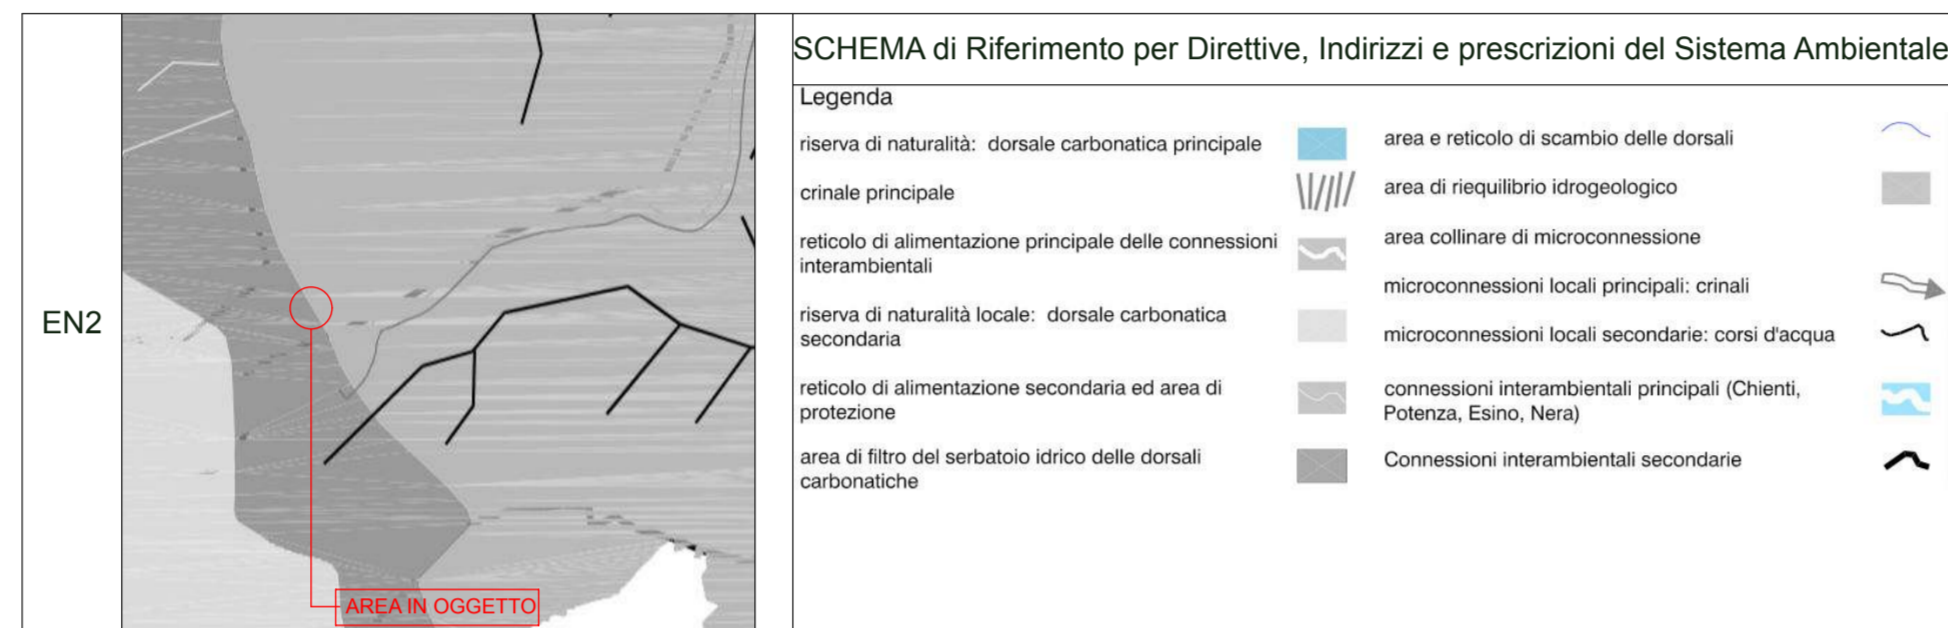 EN2
AREA IN OGGETTO
SCHEMA di Riferimento per Direttive, Indirizzi e prescrizioni del Sistema Ambientale
Legenda
riserva di naturalità: dorsale carbonatica principale
crinale principale
reticolo di alimentazione principale delle connessioni
interambientali
riserva di naturalità locale: dorsale carbonatica
secondaria
reticolo di alimentazione secondaria ed area di
protezione
area di filtro del serbatoio idrico delle dorsali
carbonatiche
area e reticolo di scambio delle dorsali
area di riequilibrio idrogeologico
area collinare di microconnessione
microconnessioni locali principali: crinali
microconnessioni locali secondarie: corsi d'acqua
connessioni interambientali principali (Chienti,
Potenza, Esino, Nera)
Connessioni interambientali secondarie